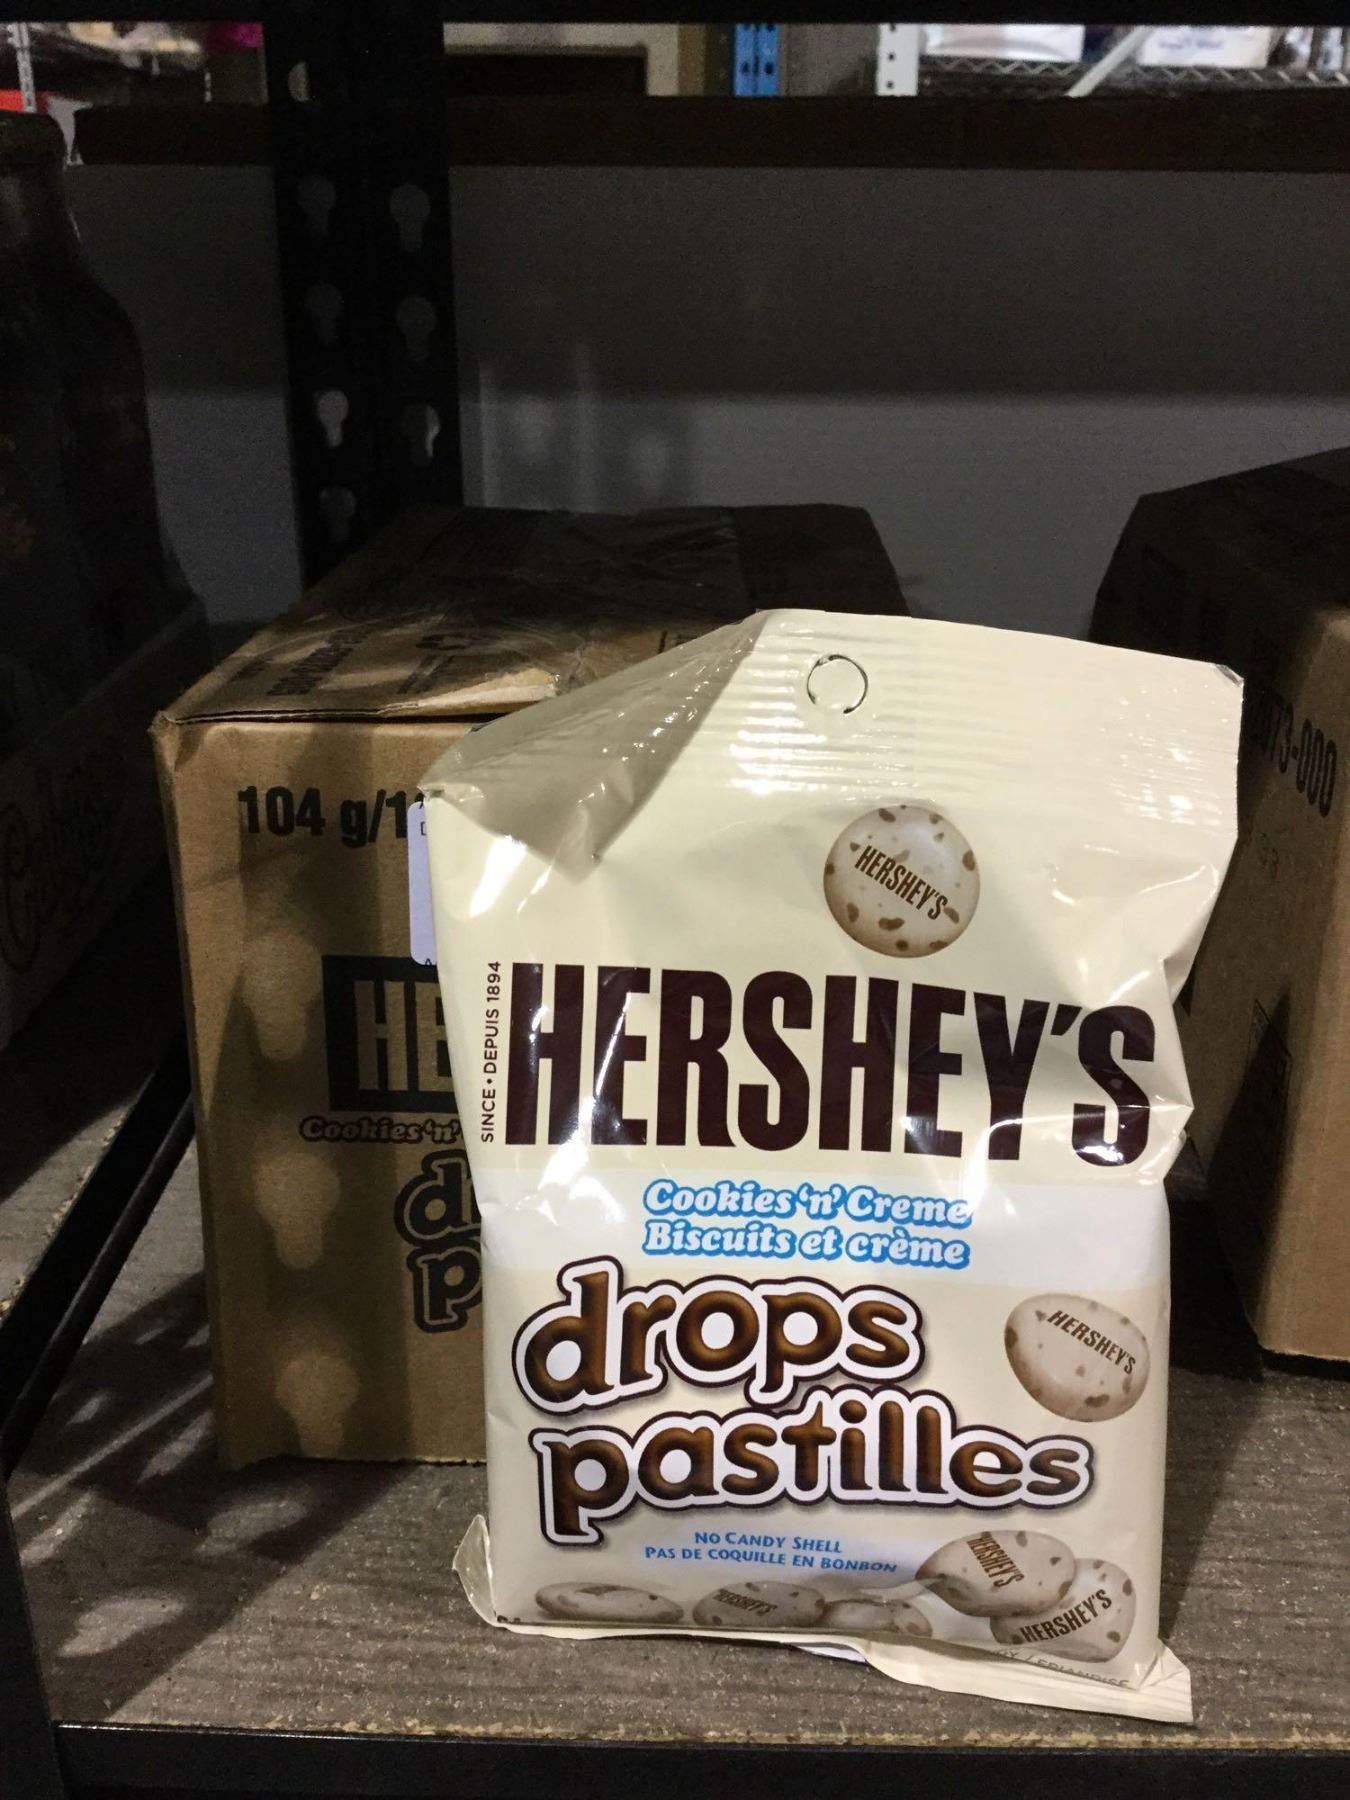 104 g/1
HE
Cookies 'n'
d
p
HERSHEY'S
SINCE • DEPUIS 1894
HERSHEY'S
Cookies 'n' Creme
Biscuits et crème
drops
pastilles
HERSHEY'S
NO CANDY SHELL
PAS DE COQUILLE EN BONBON
HERSHEY'S
HERSHEY'S
HERSHEY'S
73-000